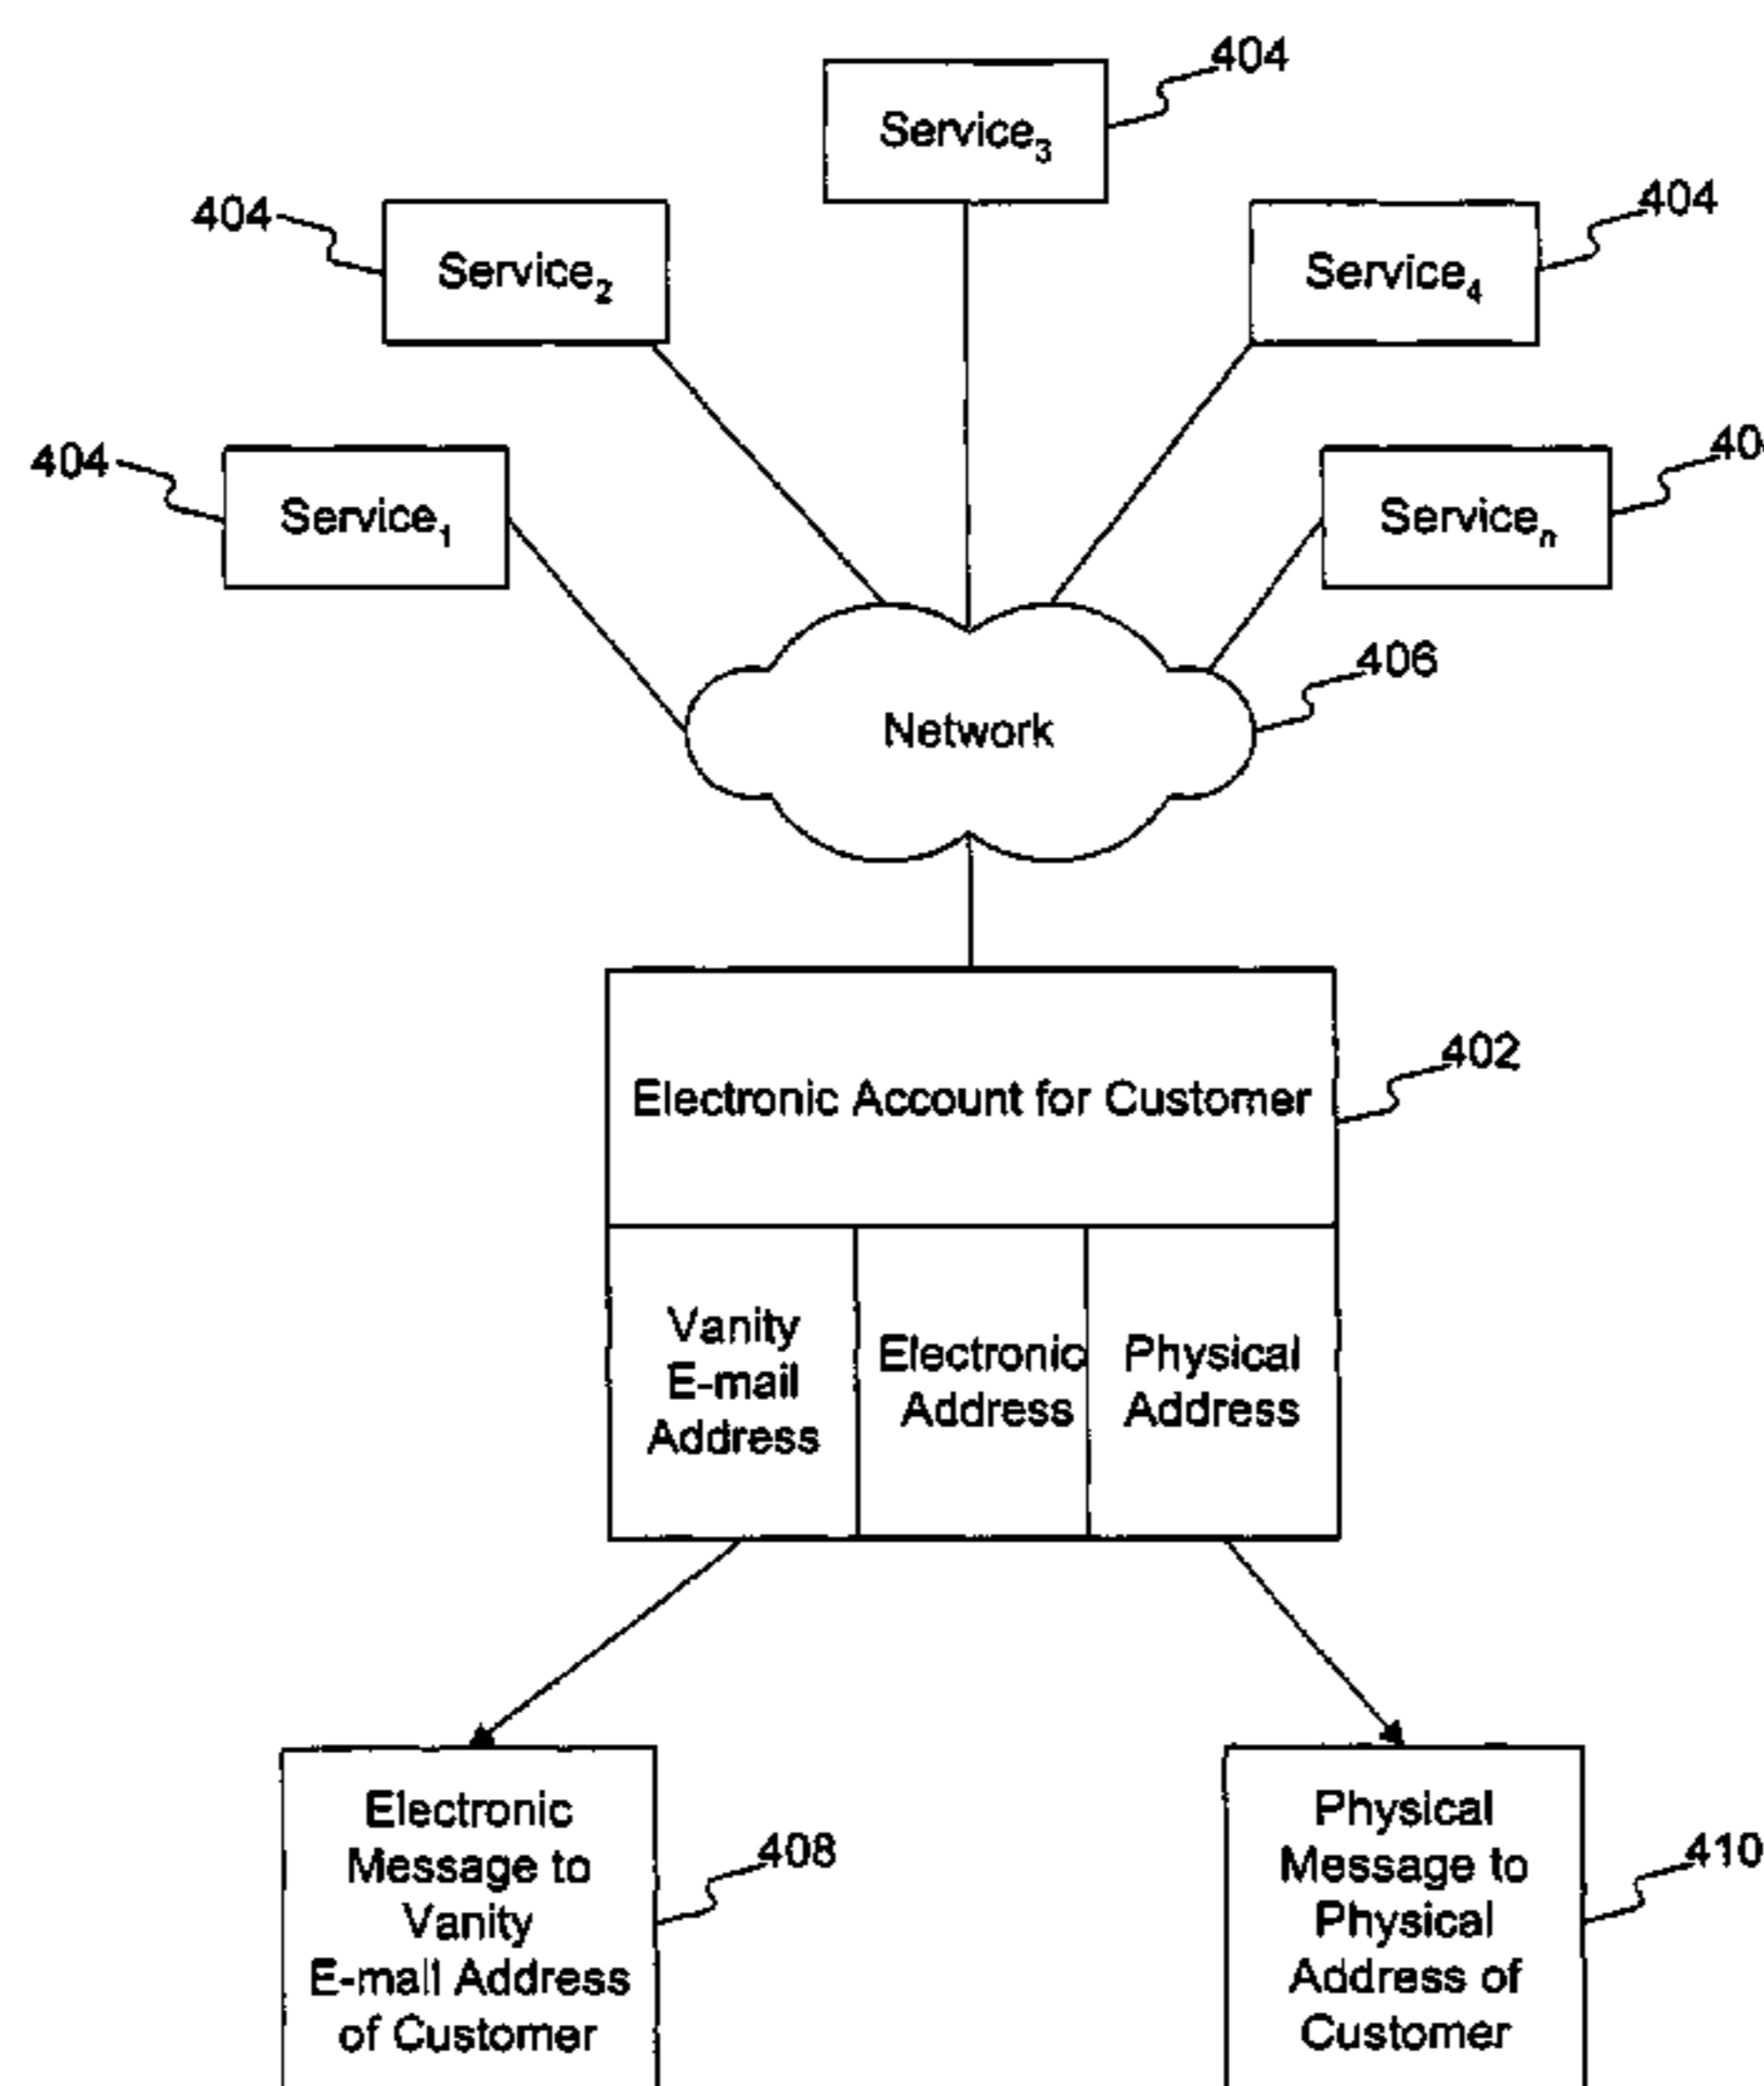 404
Service3
404
Service2
404
Service4
404
Service1
40
Servicen
406
Network
402
Electronic Account for Customer
Vanity
E-mail
Address
Electronic
Address
Physical
Address
Electronic
Message to
Vanity
E-mail Address
of Customer
408
Physical
Message to
Physical
Address of
Customer
410